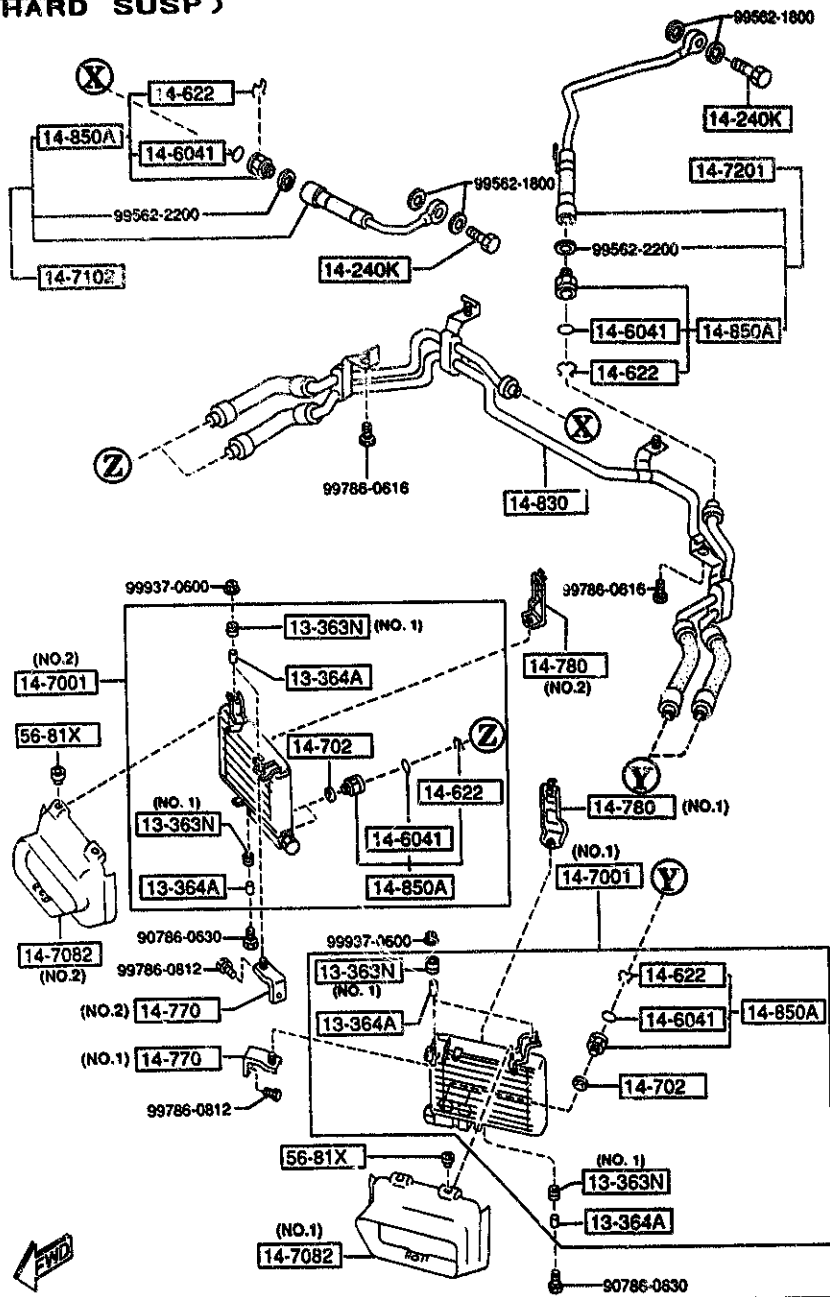 HARD SUSP)
99562-1800
X
14-622
14-240K
14-850A
14-6041
99562-1800
14-7201
99562-2200
14-7102
14-240K
99562-2200
14-6041
14-850A
14-622
X
Z
99786-0616
14-830
99937-0600
99786-0616
13-363N (NO. 1)
(NO.2)
14-7001
13-364A
14-780
(NO.2)
56-81X
14-702
Z
14-622
Y
14-780 (NO.1)
(NO. 1)
13-363N
14-6041
(NO.1)
14-7001
Y
13-364A
14-850A
14-7082
(NO.2)
90786-0630
99937-0600
99786-0812
13-363N
(NO. 1)
14-622
(NO.2) 14-770
13-364A
14-6041
14-850A
(NO.1) 14-770
14-702
99786-0812
56-81X
(NO. 1)
13-363N
(NO.1)
14-7082
13-364A
FWD
90786-0830